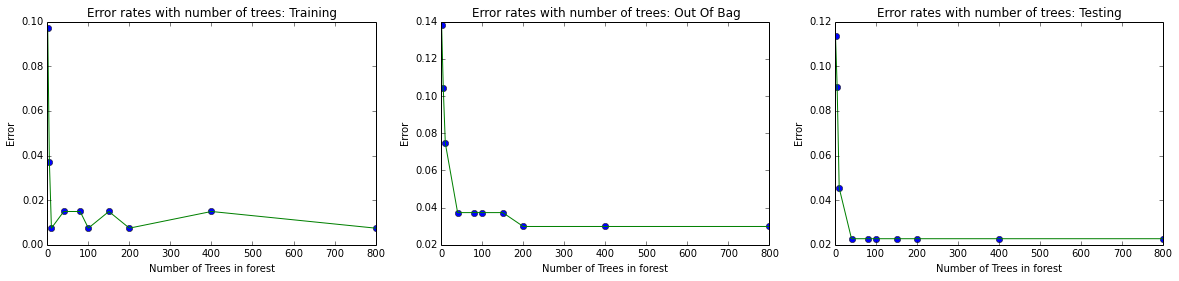 Error rates with number of trees: Training
0.10
0.08
0.06
0.04
0.02
0.00
Error
0 100 200 300 400 500 600 700 800
Number of Trees in forest
Error rates with number of trees: Out Of Bag
0.14
0.12
0.10
0.08
0.06
0.04
0.02
Error
0 100 200 300 400 500 600 700 800
Number of Trees in forest
Error rates with number of trees: Testing
0.12
0.10
0.08
0.06
0.04
0.02
Error
0 100 200 300 400 500 600 700 800
Number of Trees in forest